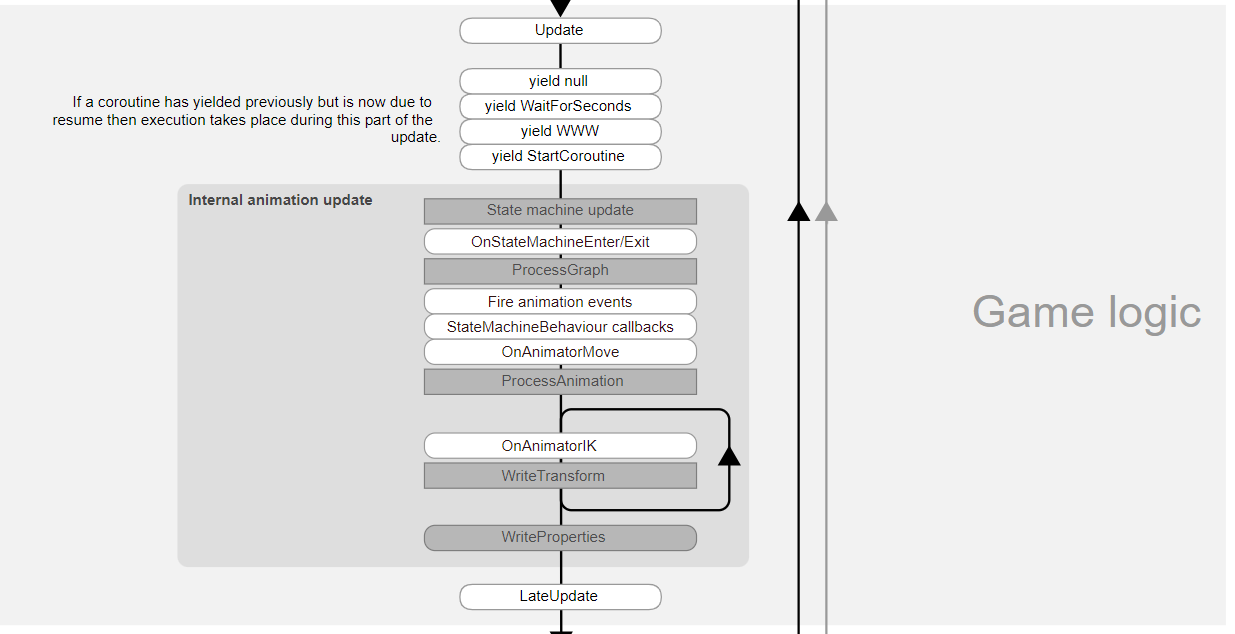 Update
yield null
If a coroutine has yielded previously but is now due to
resume then execution takes place during this part of the
update.
yield WaitForSeconds
yield WWW
yield StartCoroutine
Internal animation update
State machine update
OnStateMachineEnter/Exit
ProcessGraph
Fire animation events
StateMachineBehaviour callbacks
OnAnimatorMove
ProcessAnimation
OnAnimatorIK
WriteTransform
WriteProperties
LateUpdate
Game logic